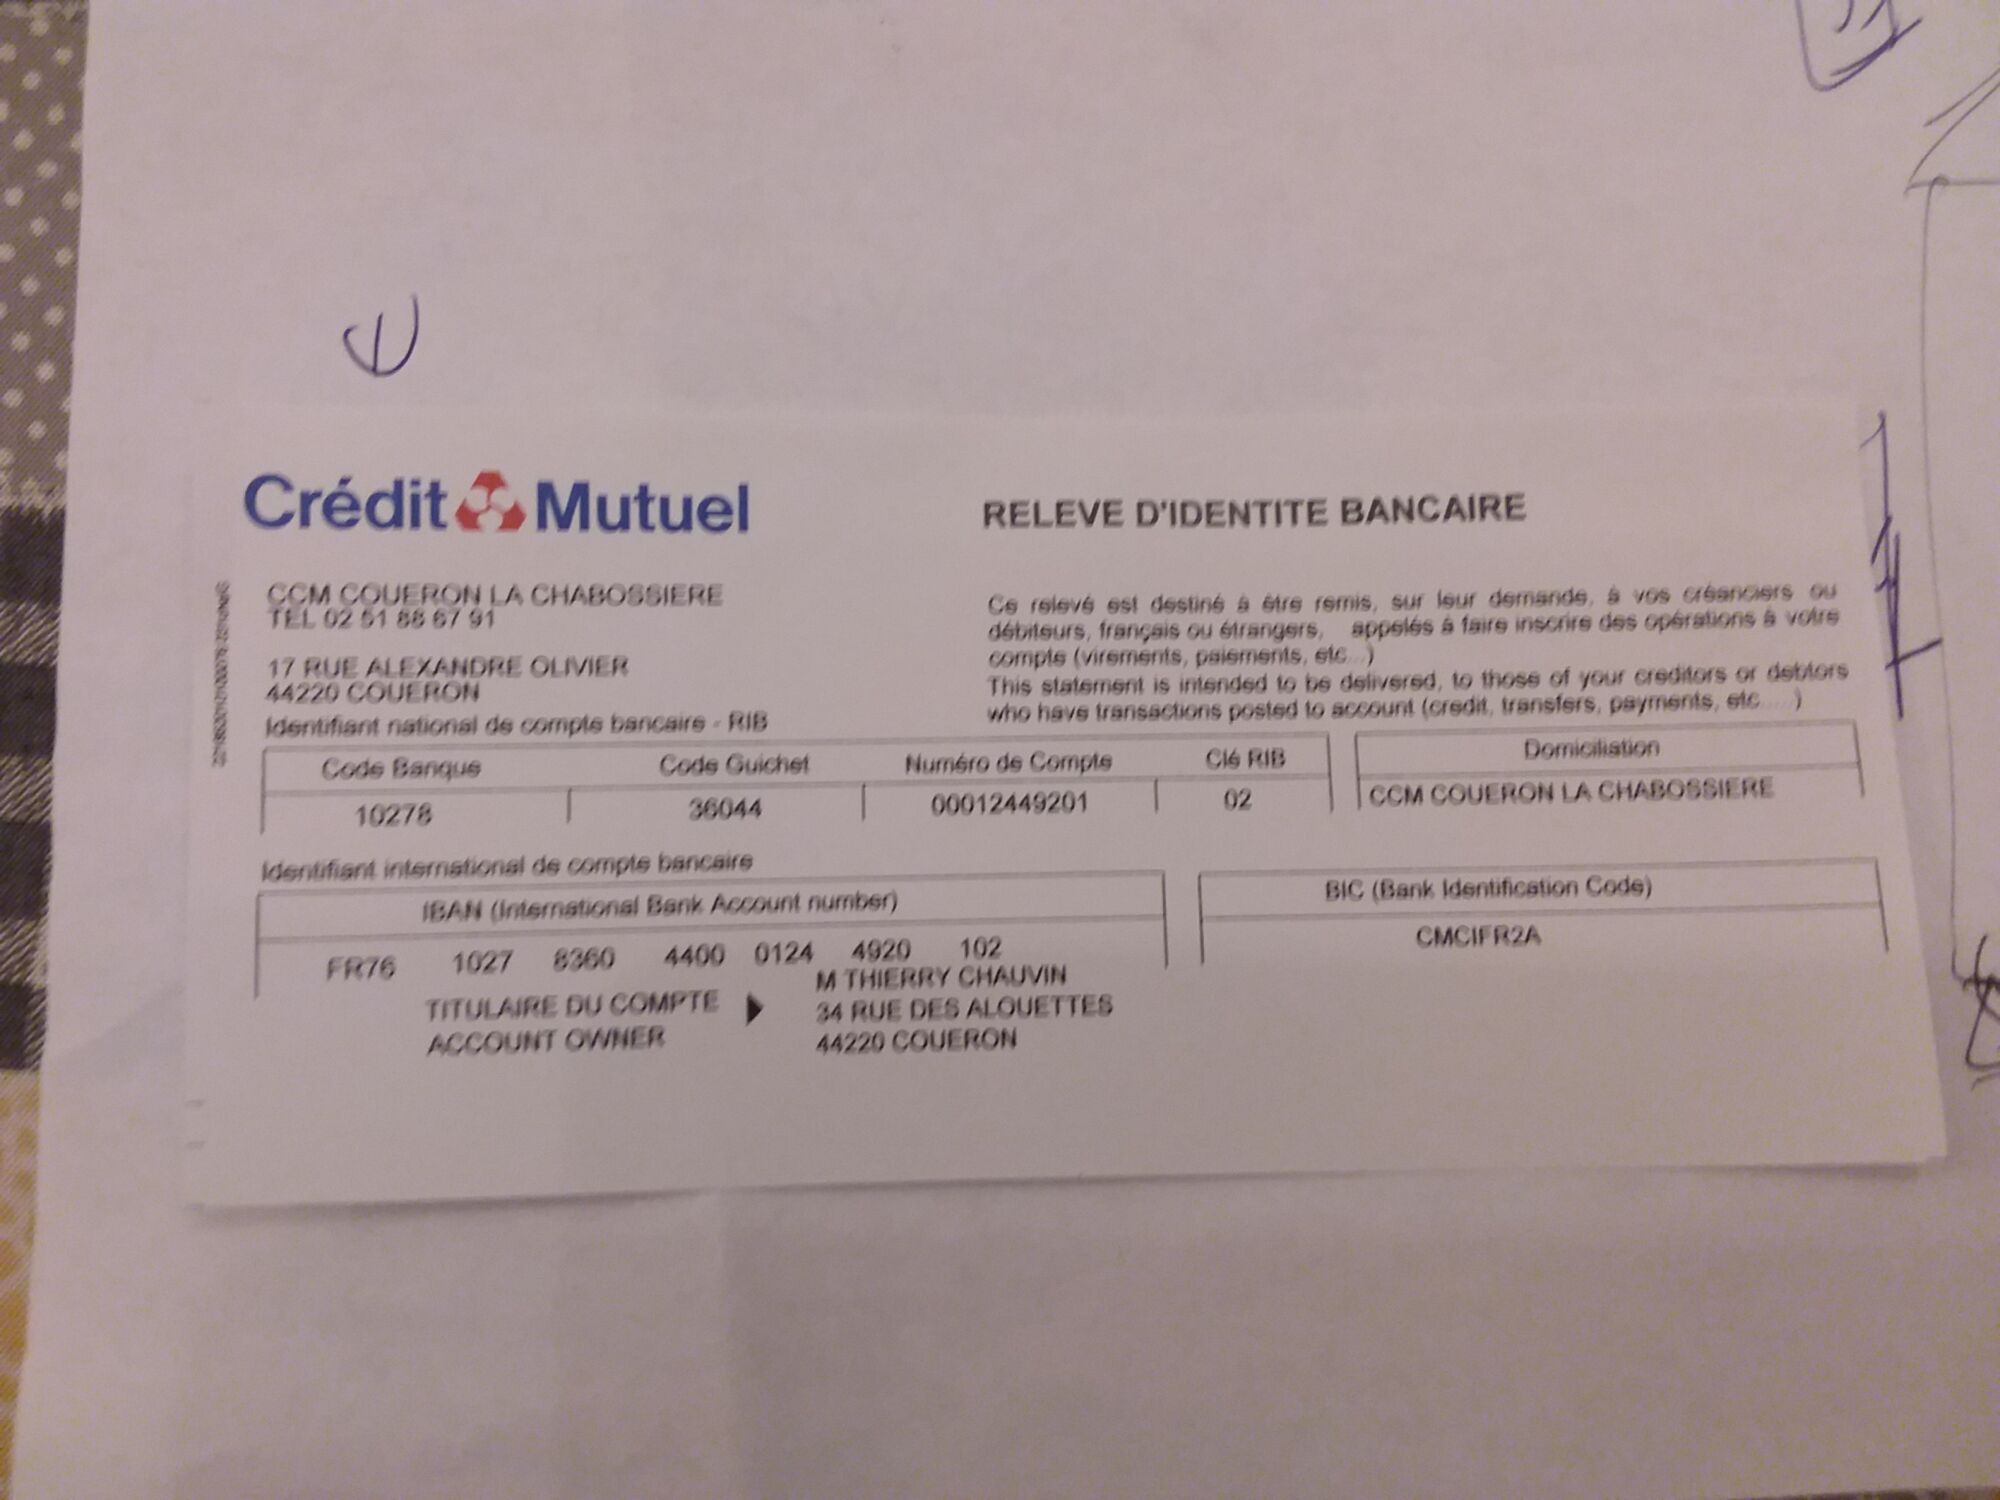 Crédit Mutuel
RELEVE D'IDENTITE BANCAIRE
CCM COUERON LA CHABOSSIERE
TEL 02 51 88 67 91
17 RUE ALEXANDRE OLIVIER
44220 COUERON
Ce relevé est destiné à être remis, sur leur demande, à vos créanciers ou
débiteurs, français ou étrangers, appelés à faire inscrire des opérations à votre
compte (virements, paiements, etc...)
This statement is intended to be delivered, to those of your creditors or debtors
who have transactions posted to account (credit, transfers, payments, etc.....)
Identifiant national de compte bancaire - RIB
Code Banque Code Guichet Numéro de Compte Clé RIB Domiciliation
10278 36044 00012449201 02 CCM COUERON LA CHABOSSIERE
Identifiant international de compte bancaire
IBAN (International Bank Account number) BIC (Bank Identification Code)
FR76 1027 8360 4400 0124 4920 102 CMCIFR2A
TITULAIRE DU COMPTE M THIERRY CHAUVIN
ACCOUNT OWNER 34 RUE DES ALOUETTES
44220 COUERON